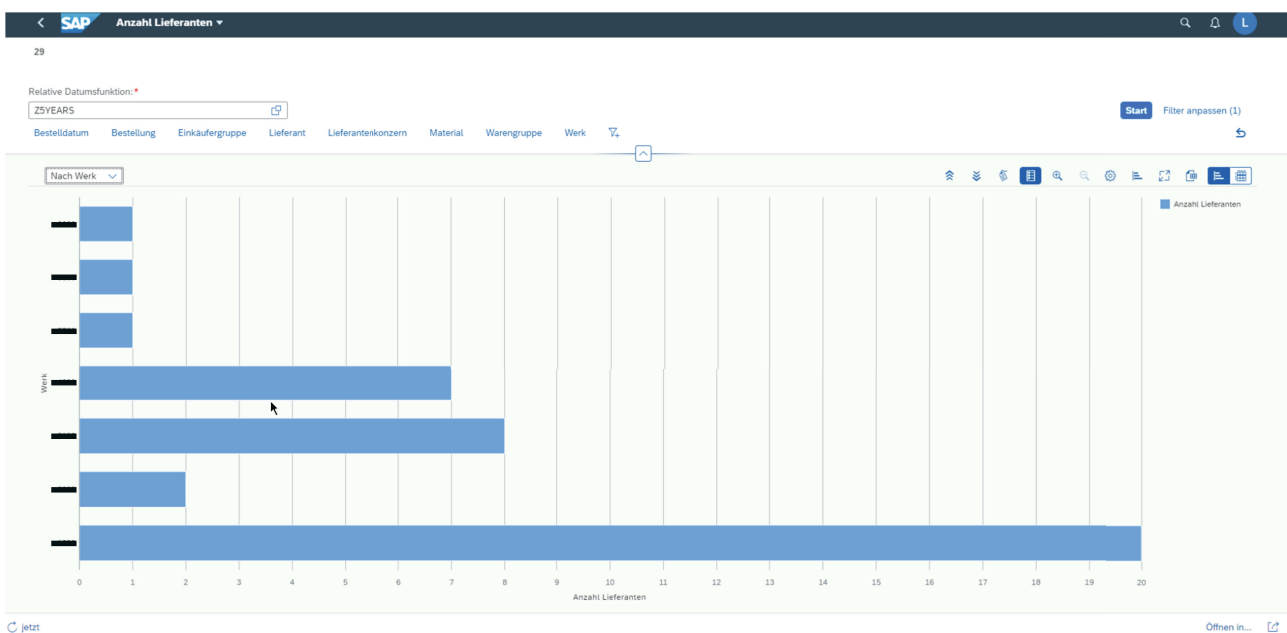 SAP Anzahl Lieferanten L
29
Relative Datumsfunktion:*
Z5YEARS
Start Filter anpassen (1)
Bestelldatum Bestellung Einkäufergruppe Lieferant Lieferantenkonzern Material Warengruppe Werk
Nach Werk
Anzahl Lieferanten
Werk
0 1 2 3 4 5 6 7 8 9 10 11 12 13 14 15 16 17 18 19 20
Anzahl Lieferanten
jetzt Öffnen in...